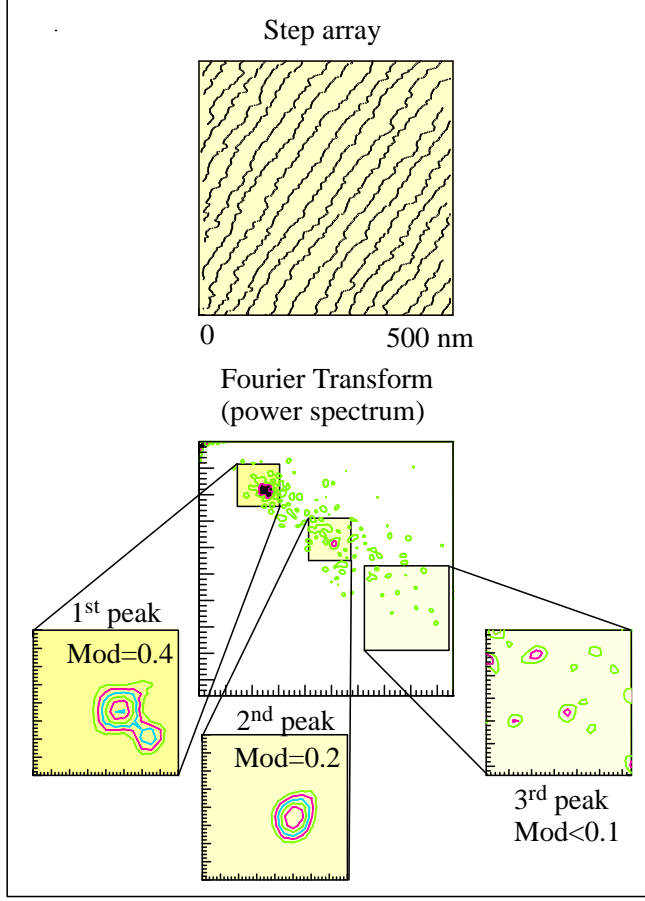 Step array
0 500 nm
Fourier Transform
(power spectrum)
1st peak
Mod=0.4
2nd peak
Mod=0.2
3rd peak
Mod<0.1